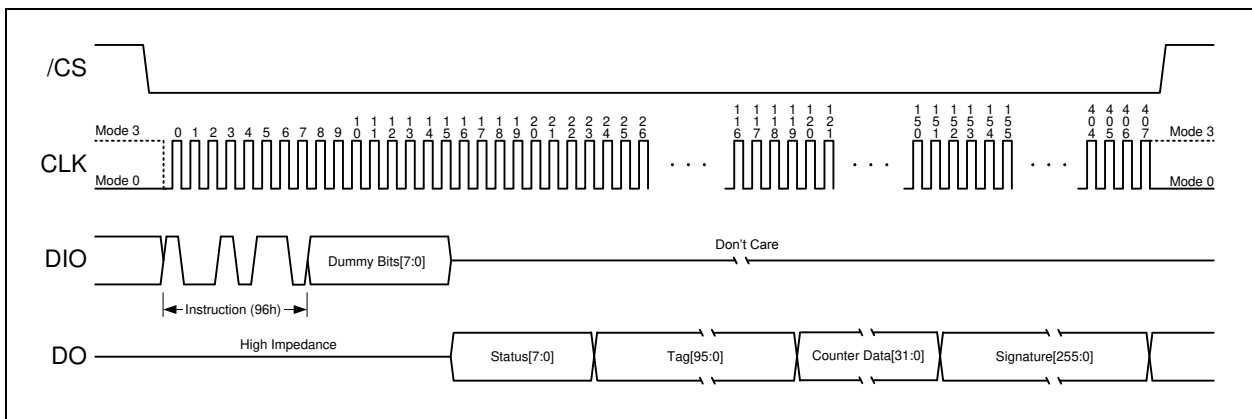 /CS
0 1 2 3 4 5 6 7 8 9 10 11 12 13 14 15 16 17 18 19 20 21 22 23 24 25 26 116 117 118 119 120 121 150 151 152 153 154 155 404 405 406 407
Mode 3 Mode 3
CLK . . . . . . . . .
Mode 0 Mode 0
DIO Dummy Bits[7:0] Don't Care
Instruction (96h)
DO High Impedance Status[7:0] Tag[95:0] Counter Data[31:0] Signature[255:0]